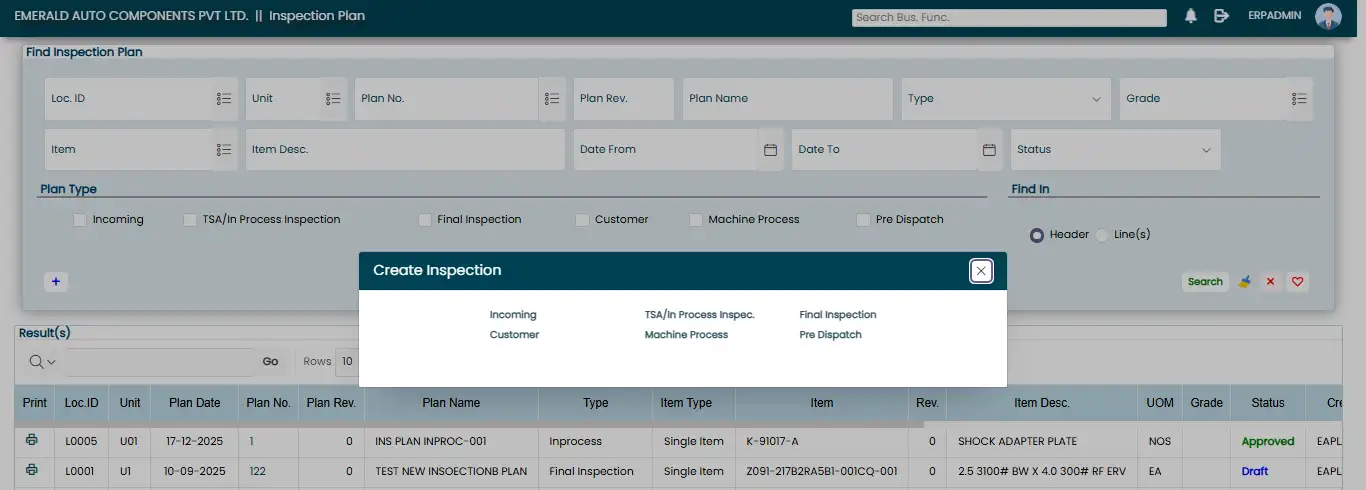 EMERALD AUTO COMPONENTS PVT LTD. || Inspection Plan Search Bus. Func. ERPADMIN
Find Inspection Plan
Loc. ID Unit Plan No. Plan Rev. Plan Name Type Grade
Item Item Desc. Date From Date To Status
Plan Type Find In
Incoming TSA/In Process Inspection Final Inspection Customer Machine Process Pre Dispatch
Header Line(s)
Create Inspection
+ Search
Incoming TSA/In Process Inspec. Final Inspection
Customer Machine Process Pre Dispatch
Result(s)
Go Rows 10
Print Loc.ID Unit Plan Date Plan No. Plan Rev. Plan Name Type Item Type Item Rev. Item Desc. UOM Grade Status Cre
L0005 U01 17-12-2025 1 0 INS PLAN INPROC-001 Inprocess Single Item K-91017-A 0 SHOCK ADAPTER PLATE NOS Approved EAPL
L0001 U1 10-09-2025 122 0 TEST NEW INSOECTIONB PLAN Final Inspection Single Item Z091-217B2RA5B1-001CQ-001 0 2.5 3100# BW X 4.0 300# RF ERV EA Draft EAPL